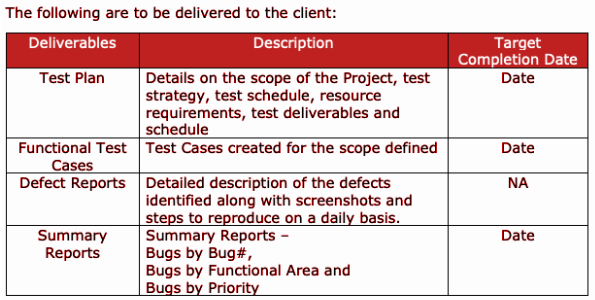 The following are to be delivered to the client:
Deliverables Description Target
Completion Date
Test Plan Details on the scope of the Project, test Date
strategy, test schedule, resource
requirements, test deliverables and
schedule
Functional Test Test Cases created for the scope defined Date
Cases
Defect Reports Detailed description of the defects NA
identified along with screenshots and
steps to reproduce on a daily basis.
Summary Summary Reports – Date
Reports Bugs by Bug#,
Bugs by Functional Area and
Bugs by Priority